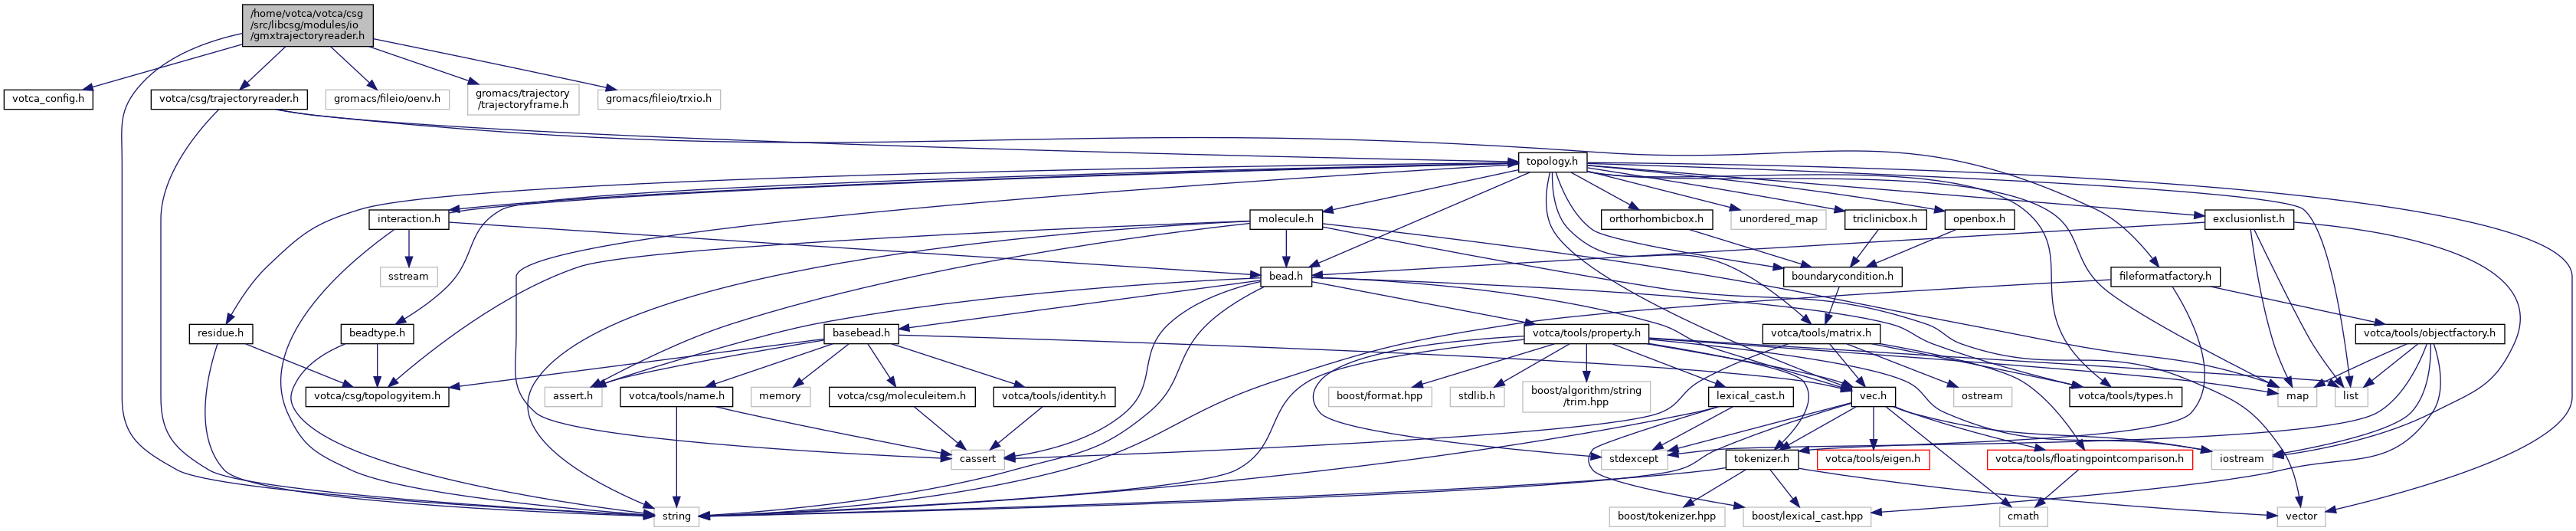 /home/votca/votca/csg
/src/libcsg/modules/io
/gmxtrajectoryreader.h
votca_config.h
votca/csg/trajectoryreader.h
gromacs/fileio/oenv.h
gromacs/trajectory
/trajectoryframe.h
gromacs/fileio/trxio.h
topology.h
interaction.h
molecule.h
orthorhombicbox.h
unordered_map
triclinicbox.h
openbox.h
exclusionlist.h
sstream
bead.h
boundarycondition.h
fileformatfactory.h
residue.h
beadtype.h
basebead.h
votca/tools/property.h
votca/tools/matrix.h
votca/tools/objectfactory.h
votca/csg/topologyitem.h
assert.h
votca/tools/name.h
memory
votca/csg/moleculeitem.h
votca/tools/identity.h
boost/format.hpp
stdlib.h
boost/algorithm/string
/trim.hpp
lexical_cast.h
vec.h
ostream
votca/tools/types.h
map
list
cassert
stdexcept
tokenizer.h
votca/tools/eigen.h
votca/tools/floatingpointcomparison.h
iostream
string
boost/tokenizer.hpp
boost/lexical_cast.hpp
cmath
vector